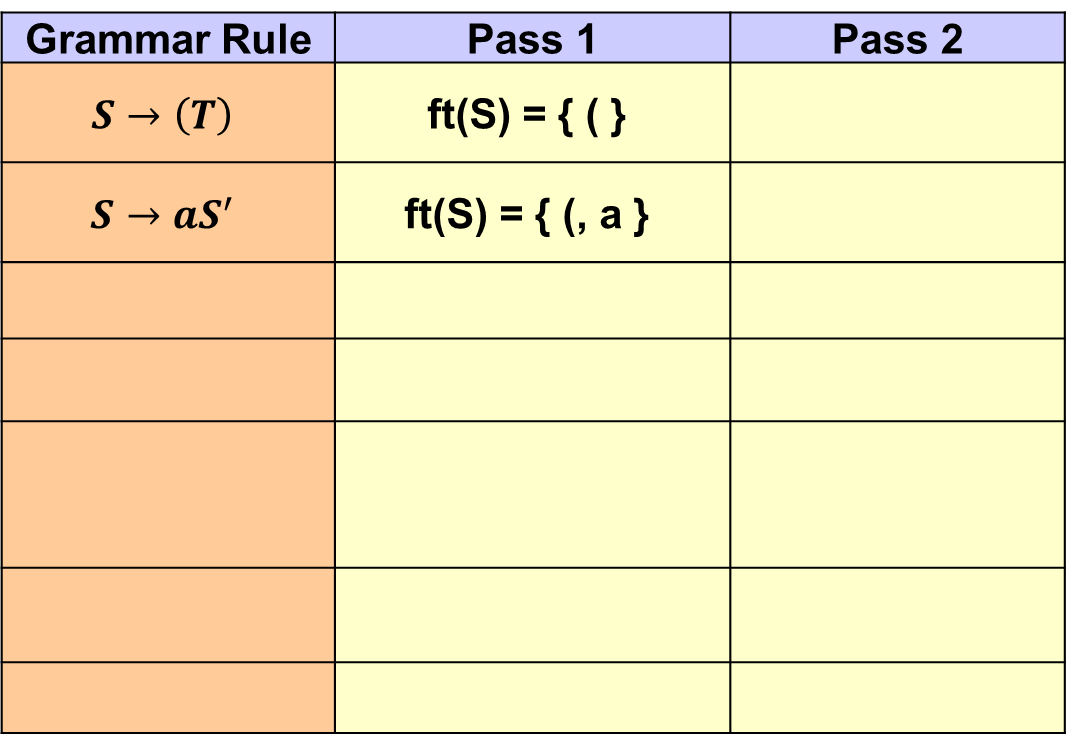 Grammar Rule Pass 1 Pass 2
S → (T) ft(S) = { ( }
S → aS′ ft(S) = { (, a }